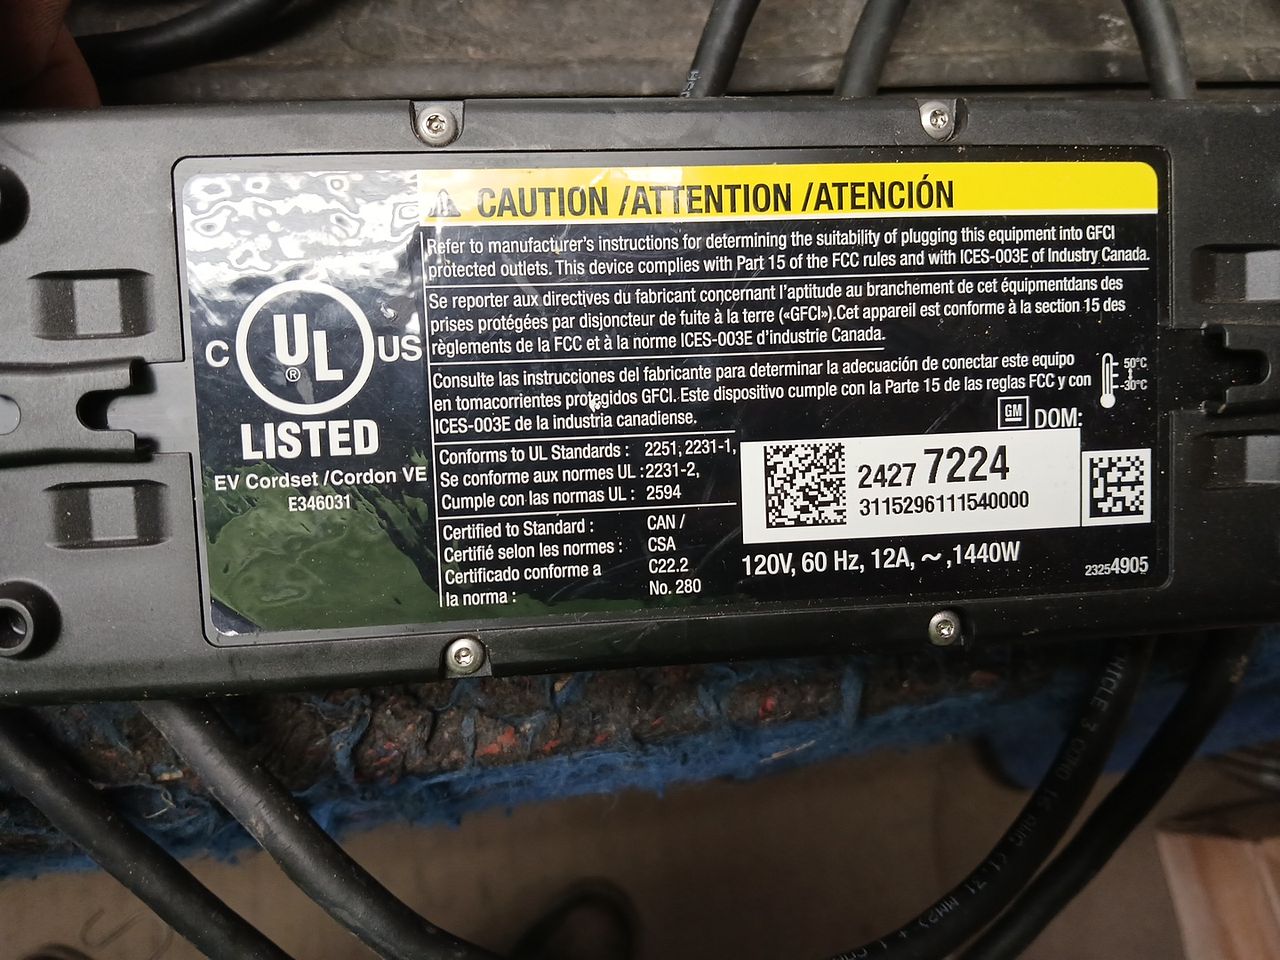 CAUTION /ATTENTION /ATENCIÓN
Refer to manufacturer's instructions for determining the suitability of plugging this equipment into GFCI
protected outlets. This device complies with Part 15 of the FCC rules and with ICES-003E of Industry Canada.
Se reporter aux directives du fabricant concernant l'aptitude au branchement de cet équipmentdans des
prises protégées par disjoncteur de fuite à la terre («GFCI»).Cet appareil est conforme à la section 15 des
règlements de la FCC et à la norme ICES-003E d'industrie Canada.
Consulte las instrucciones del fabricante para determinar la adecuación de conectar este equipo
en tomacorrientes protegidos GFCI. Este dispositivo cumple con la Parte 15 de las reglas FCC y con
ICES-003E de la industria canadiense.
50°C
-30°C
C UL ® US
LISTED
EV Cordset /Cordon VE
E346031
Conforms to UL Standards : 2251, 2231-1,
Se conforme aux normes UL : 2231-2,
Cumple con las normas UL : 2594
Certified to Standard : CAN /
Certifié selon les normes : CSA
Certificado conforme a C22.2
la norma : No. 280
GM DOM:
2427 7224
3115296111540000
120V, 60 Hz, 12A, ~ ,1440W
23254905